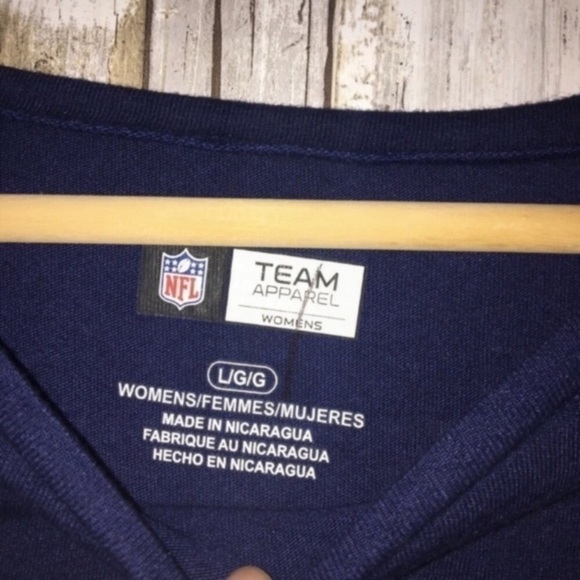 NFL
TEAM
APPAREL
WOMENS
L/G/G
WOMENS/FEMMES/MUJERES
MADE IN NICARAGUA
FABRIQUE AU NICARAGUA
HECHO EN NICARAGUA